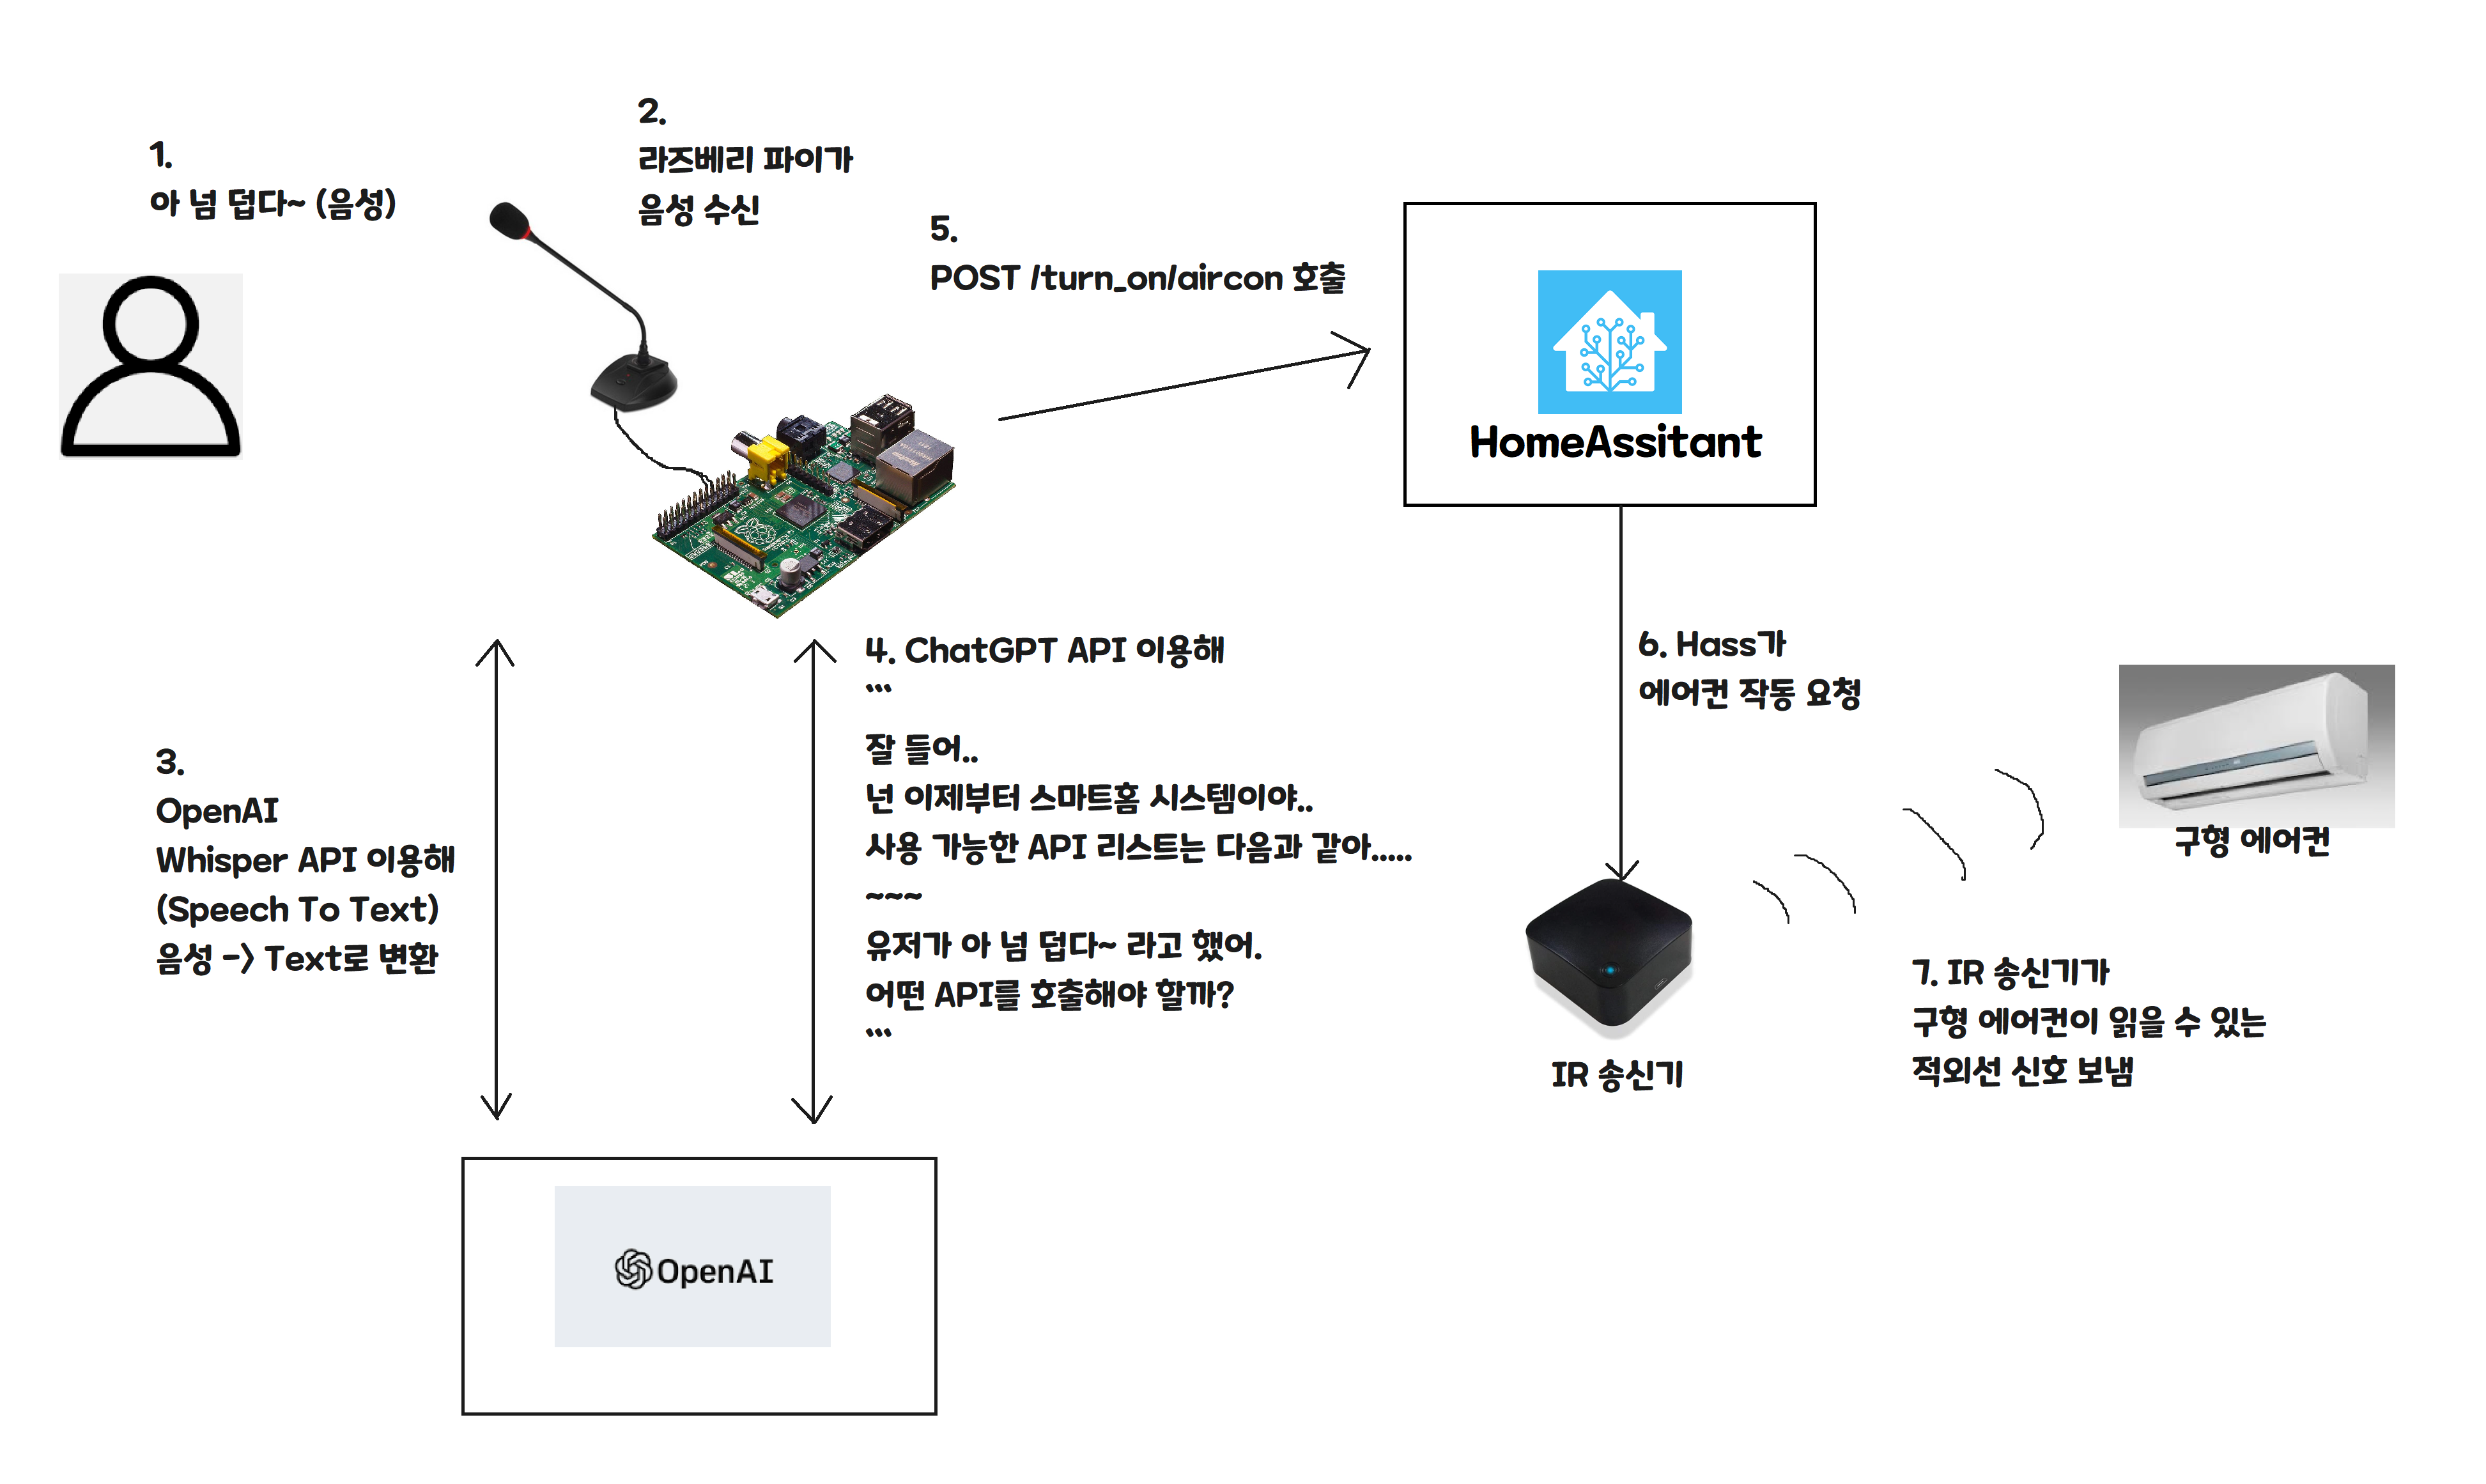 1.
아 넘 덥다~ (음성)
2.
라즈베리 파이가
음성 수신
5.
POST /turn_on/aircon 호출
HomeAssitant
3.
OpenAI
Whisper API 이용해
(Speech To Text)
음성 -> Text로 변환
4. ChatGPT API 이용해
```
잘 들어..
넌 이제부터 스마트홈 시스템이야..
사용 가능한 API 리스트는 다음과 같아.....
~~~
유저가 아 넘 덥다~ 라고 했어.
어떤 API를 호출해야 할까?
```
6. Hass가
에어컨 작동 요청
구형 에어컨
IR 송신기
7. IR 송신기가
구형 에어컨이 읽을 수 있는
적외선 신호 보냄
OpenAI